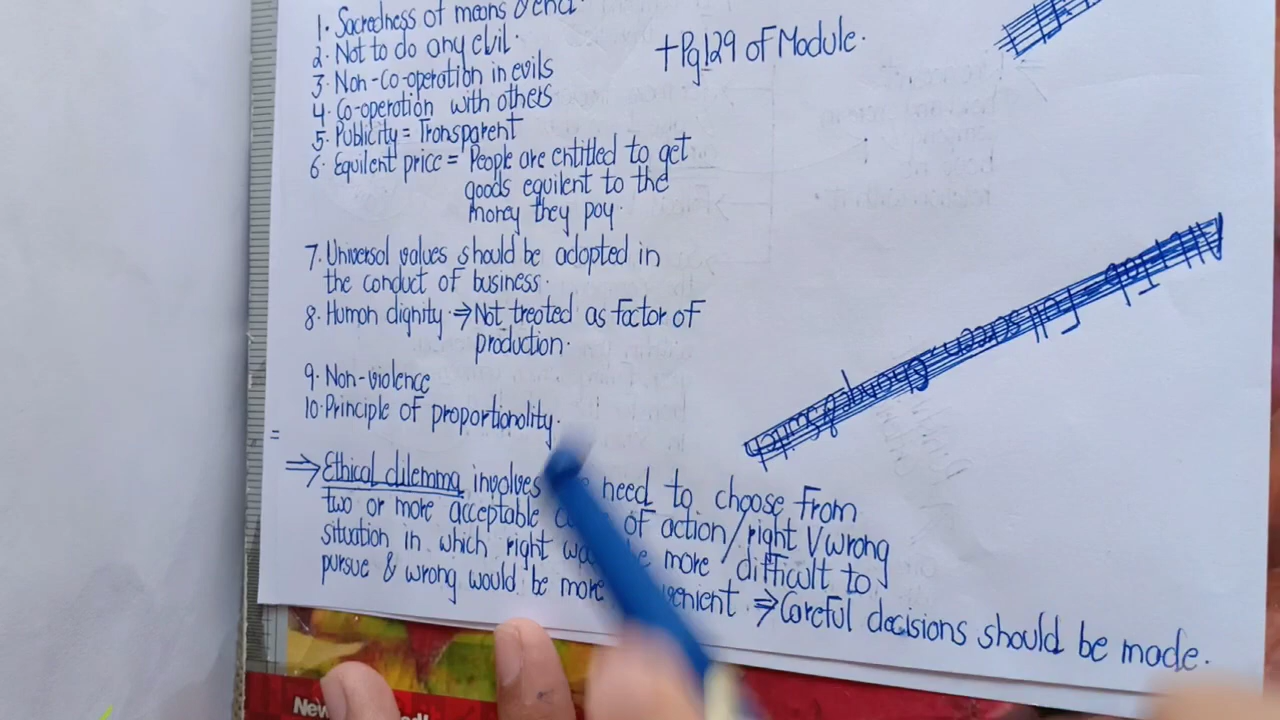 1. Sacredness of means & end.
2. Not to do any evil.
3. Non-Co-operation in evils
4. Co-operation with others
5. Publicity = Transparent
6. Equilent price = People are entitled to get
goods equilent to the
money they pay.
+Pg129 of Module.
7. Universal values should be adopted in
the conduct of business.
8. Human dignity ⇒ Not treated as factor of
production.
9. Non-violence
10. Principle of proportionality.
=
⇒ Ethical dilemma involves need to choose from
two or more acceptable of action/right V wrong
situation in which right be more difficult to
pursue & wrong would be more ⇒ Careful decisions should be made.
New